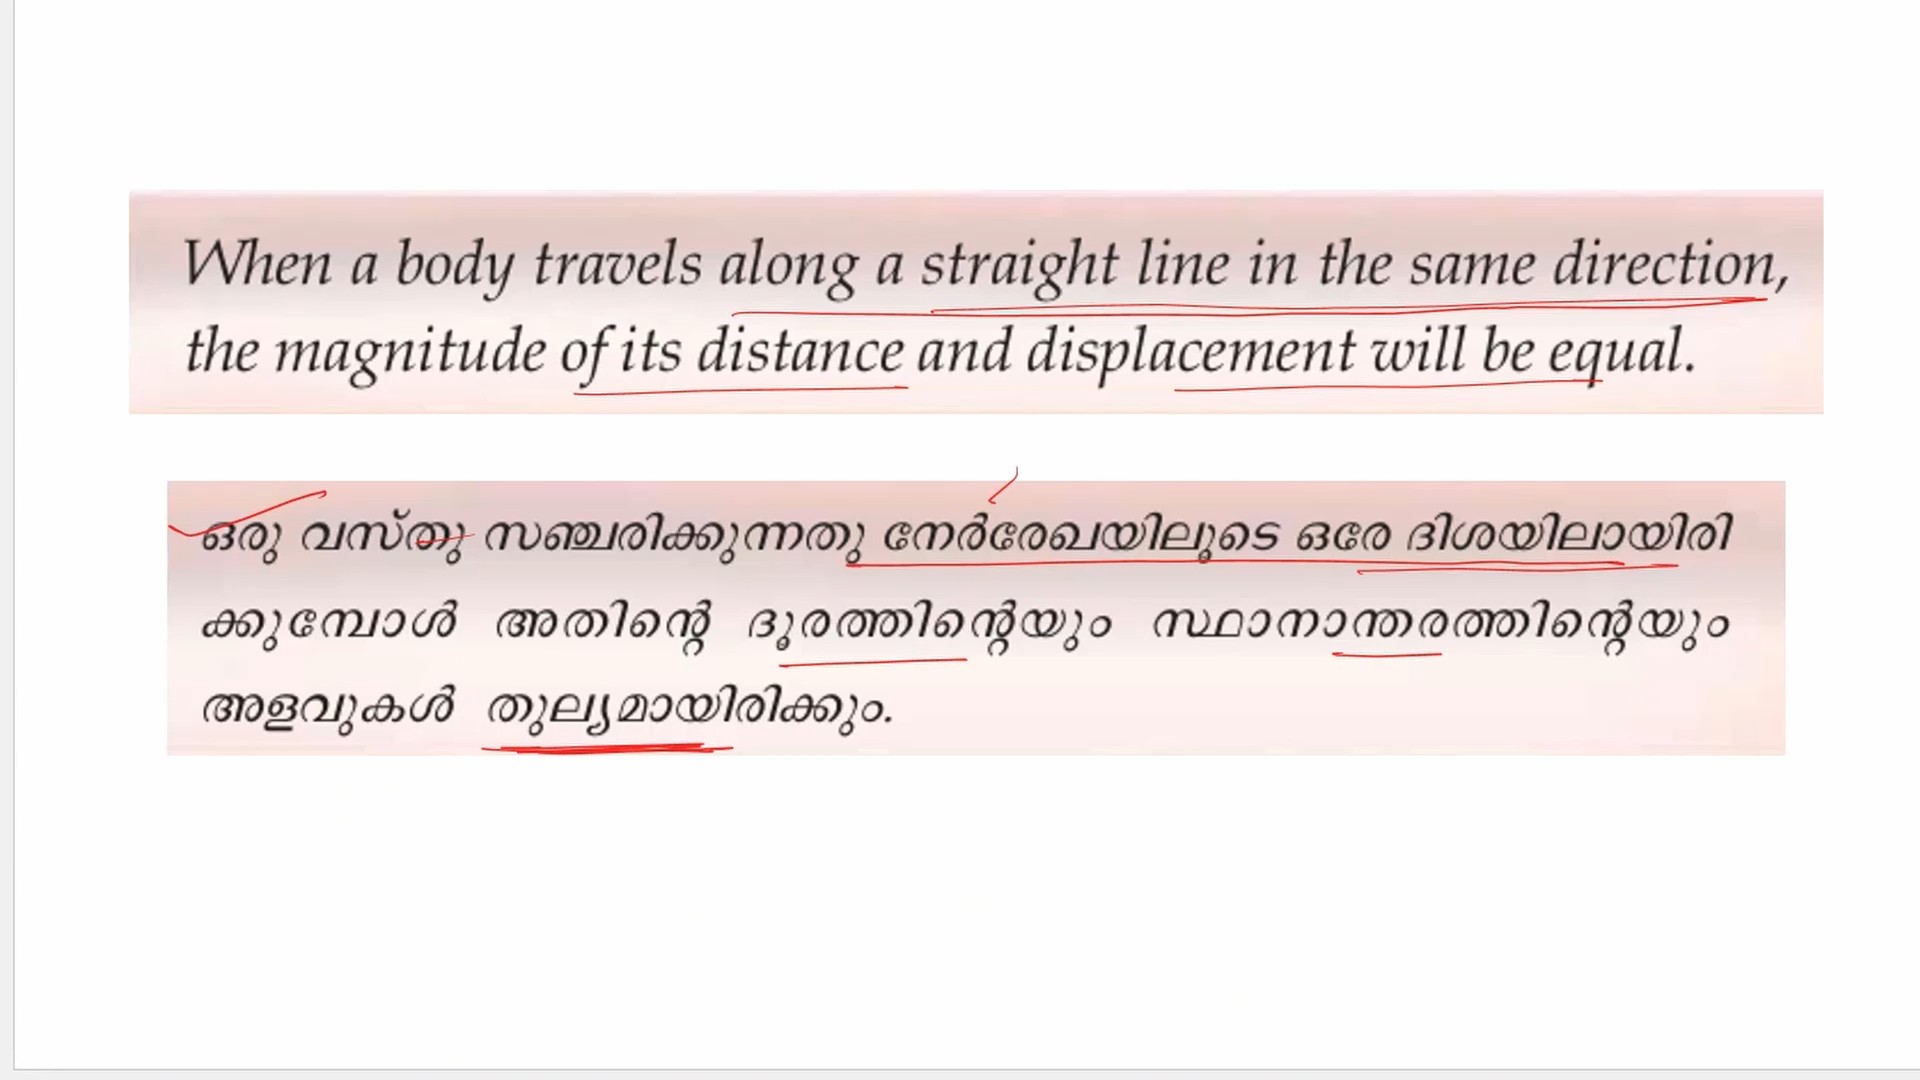 When a body travels along a straight line in the same direction,
the magnitude of its distance and displacement will be equal.
ഒരു വസ്തു സഞ്ചരിക്കുന്നതു നേർരേഖയിലൂടെ ഒരേ ദിശയിലായിരി
ക്കുമ്പോൾ അതിന്റെ ദൂരത്തിന്റെയും സ്ഥാനാന്തരത്തിന്റെയും
അളവുകൾ തുല്യമായിരിക്കും.